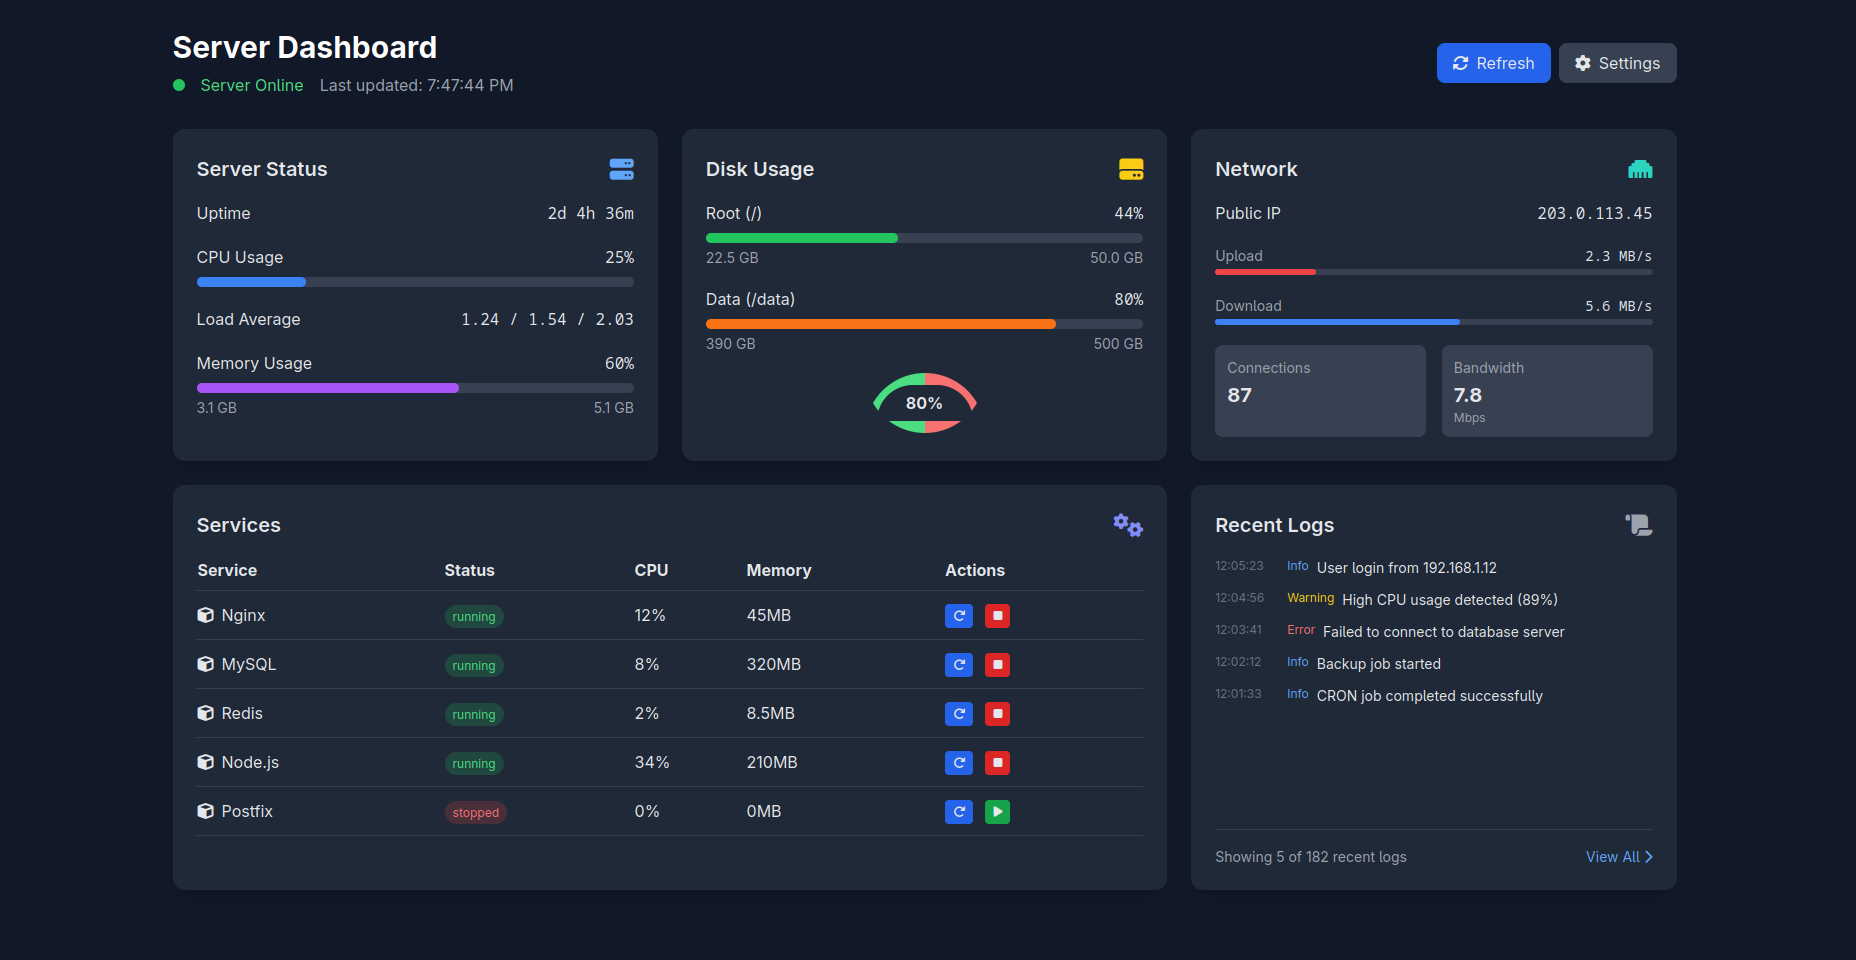 Server Dashboard
Server Online Last updated: 7:47:44 PM
Refresh
Settings
Server Status
Uptime 2d 4h 36m
CPU Usage 25%
Load Average 1.24 / 1.54 / 2.03
Memory Usage 60%
3.1 GB 5.1 GB
Disk Usage
Root (/) 44%
22.5 GB 50.0 GB
Data (/data) 80%
390 GB 500 GB
80%
Network
Public IP 203.0.113.45
Upload 2.3 MB/s
Download 5.6 MB/s
Connections
87
Bandwidth
7.8
Mbps
Services
Service Status CPU Memory Actions
Nginx running 12% 45MB
MySQL running 8% 320MB
Redis running 2% 8.5MB
Node.js running 34% 210MB
Postfix stopped 0% 0MB
Recent Logs
12:05:23 Info User login from 192.168.1.12
12:04:56 Warning High CPU usage detected (89%)
12:03:41 Error Failed to connect to database server
12:02:12 Info Backup job started
12:01:33 Info CRON job completed successfully
Showing 5 of 182 recent logs View All